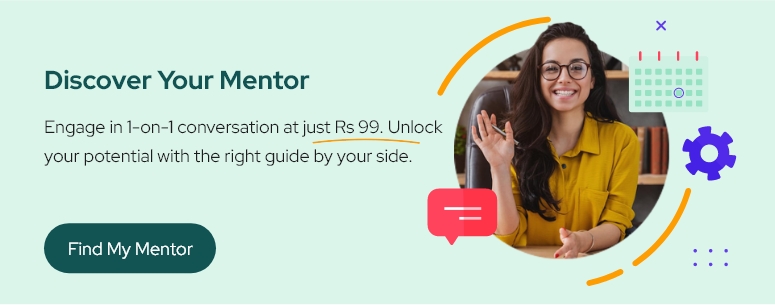 Discover Your Mentor
Engage in 1-on-1 conversation at just Rs 99. Unlock
your potential with the right guide by your side.
Find My Mentor